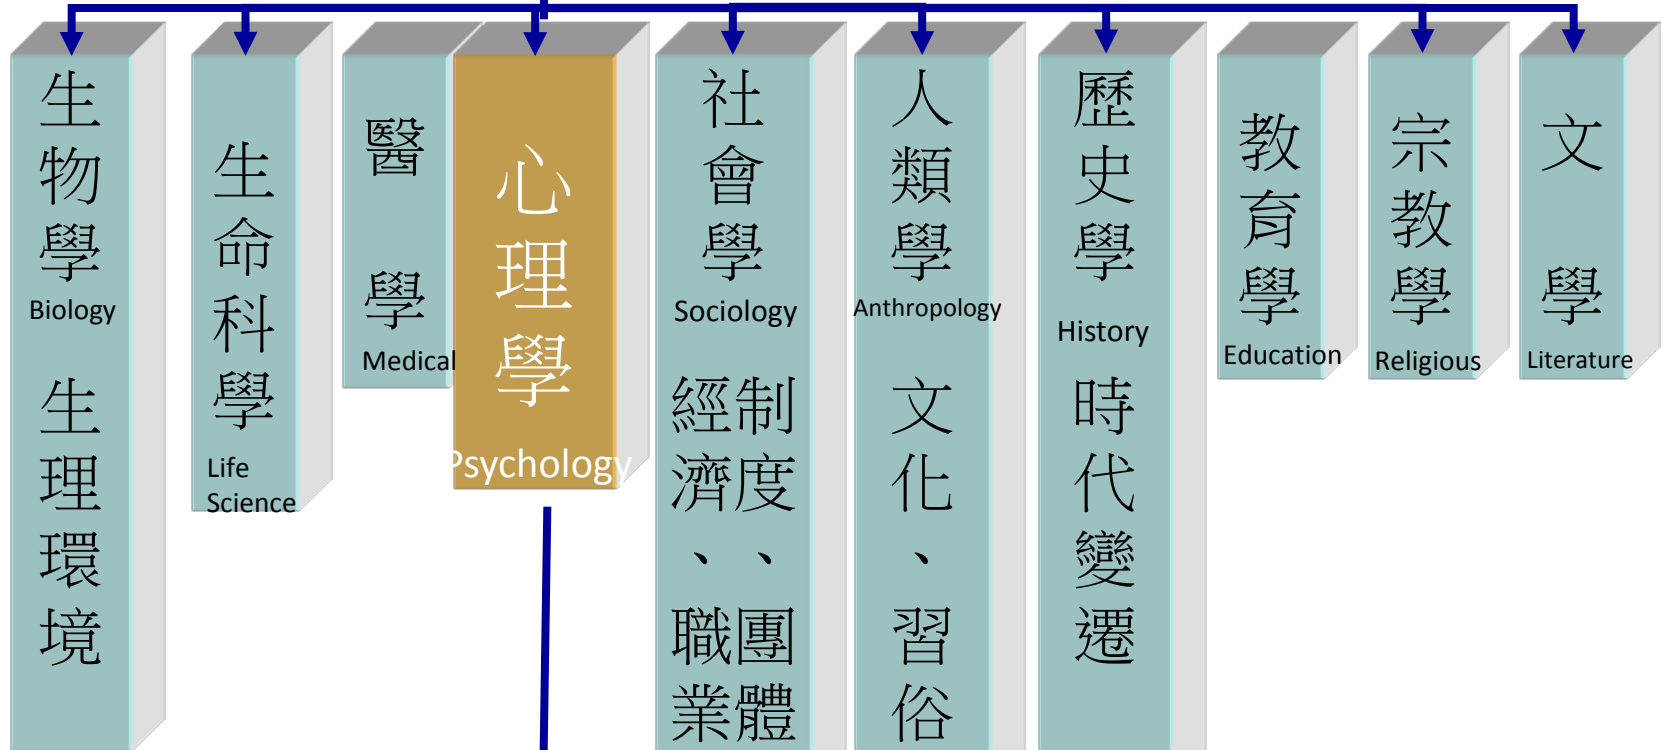 生物學
Biology
生理環境
生命科學
Life
Science
醫學
Medical
心理學
Psychology
社會學
Sociology
制度、團體
經濟、職業
人類學
Anthropology
文化、習俗
歷史學
History
時代變遷
教育學
Education
宗教學
Religious
文學
Literature